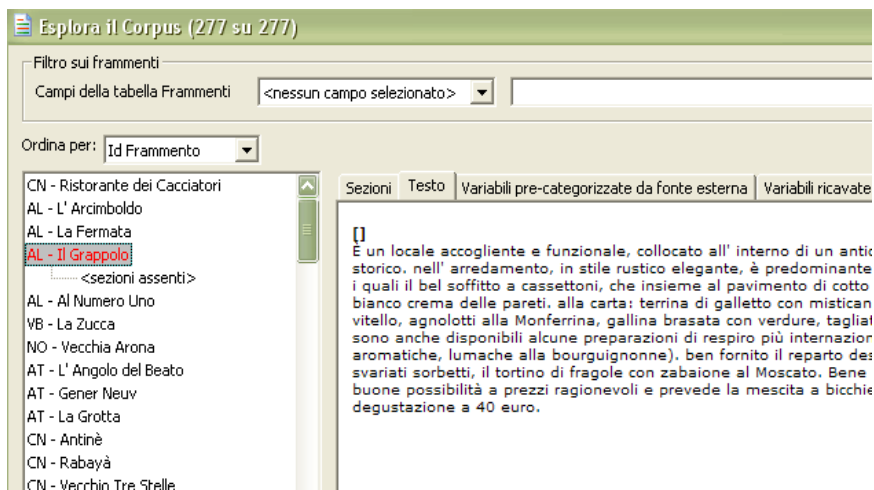 Esplora il Corpus (277 su 277)
Filtro sui frammenti
Campi della tabella Frammenti
<nessun campo selezionato>
Ordina per:
Id Frammento
CN - Ristorante dei Cacciatori
AL - L' Arcimboldo
AL - La Fermata
AL - Il Grappolo
<sezioni assenti>
AL - Al Numero Uno
VB - La Zucca
NO - Vecchia Arona
AT - L' Angolo del Beato
AT - Gener Neuv
AT - La Grotta
CN - Antinè
CN - Rabayà
CN - Vecchio Tre Stelle
Sezioni
Testo
Variabili pre-categorizzate da fonte esterna
Variabili ricavate
[]
È un locale accogliente e funzionale, collocato all' interno di un antic
storico. nell' arredamento, in stile rustico elegante, è predominante
i quali il bel soffitto a cassettoni, che insieme al pavimento di cotto
bianco crema delle pareti. alla carta: terrina di galletto con mistican
vitello, agnolotti alla Monferrina, gallina brasata con verdure, tagliat
sono anche disponibili alcune preparazioni di respiro più internazion
aromatiche, lumache alla bourguignonne). ben fornito il reparto des
svariati sorbetti, il tortino di fragole con zabaione al Moscato. Bene
buone possibilità a prezzi ragionevoli e prevede la mescita a bicchie
degustazione a 40 euro.